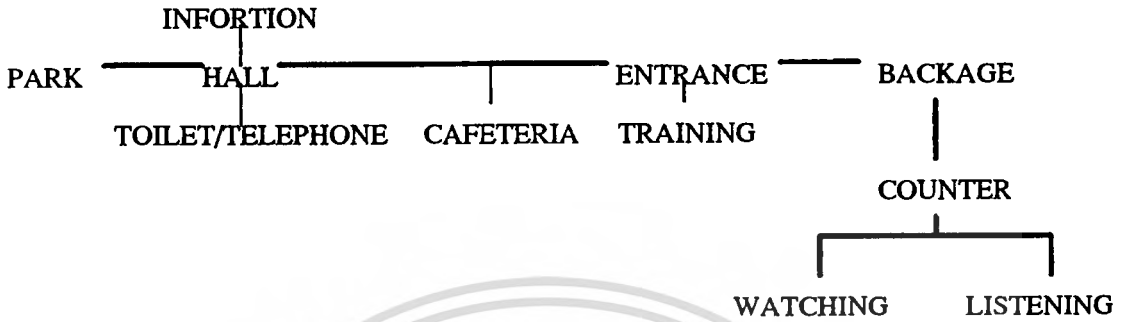 INFORTION
PARK HALL ENTRANCE BACKAGE
TOILET/TELEPHONE CAFETERIA TRAINING
COUNTER
WATCHING LISTENING